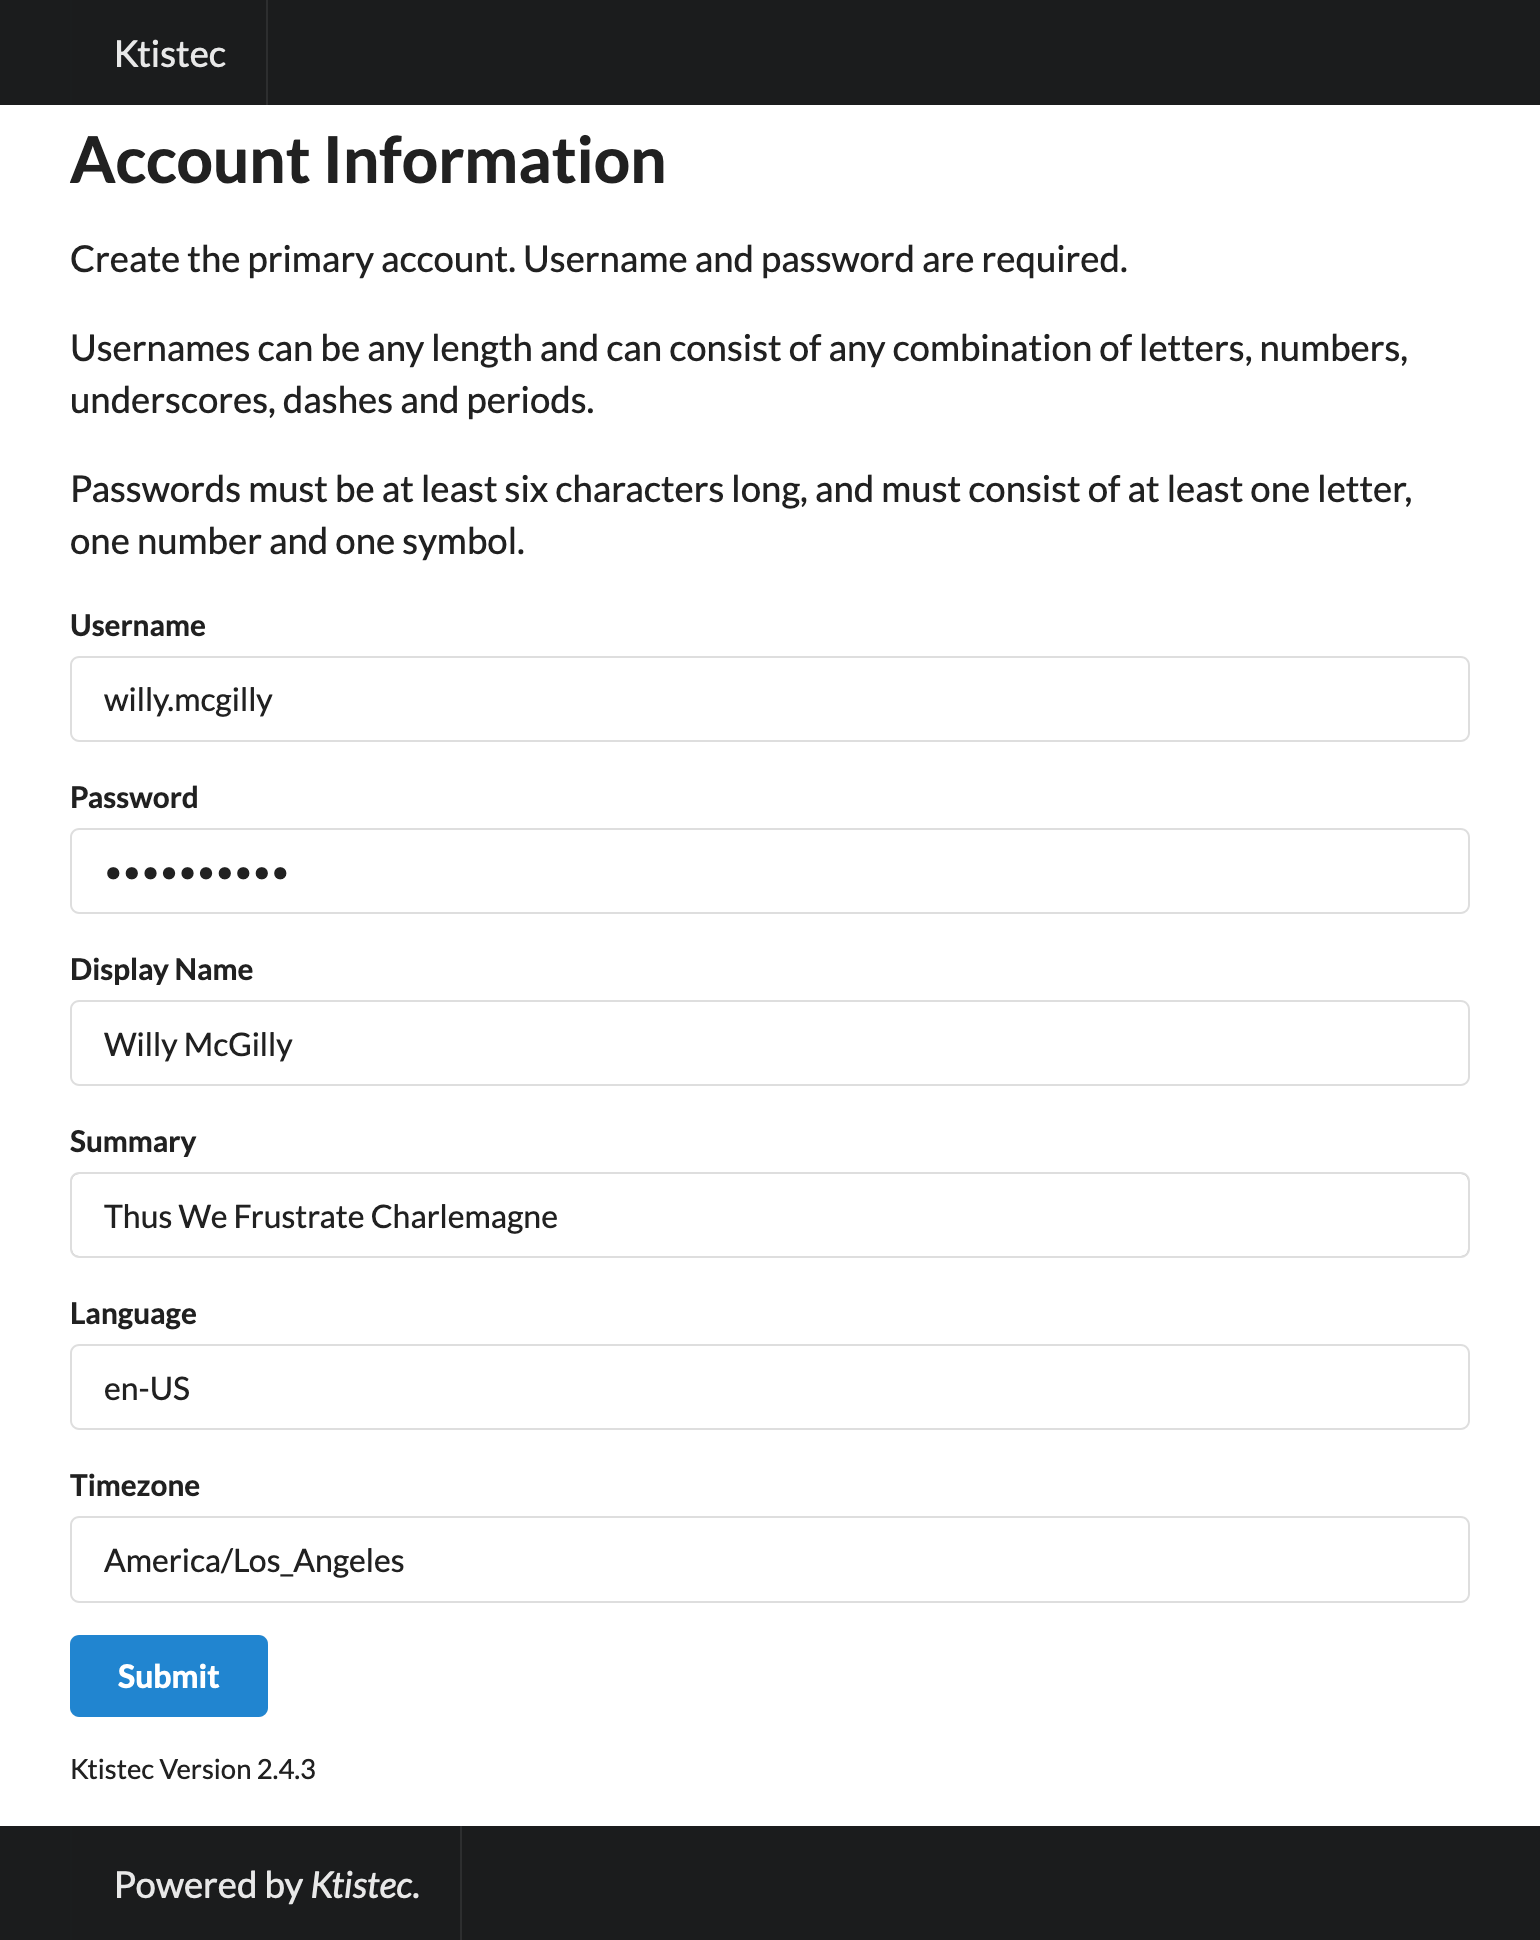 Ktistec
Account Information
Create the primary account. Username and password are required.
Usernames can be any length and can consist of any combination of letters, numbers,
underscores, dashes and periods.
Passwords must be at least six characters long, and must consist of at least one letter,
one number and one symbol.
Username
willy.mcgilly
Password
••••••••••
Display Name
Willy McGilly
Summary
Thus We Frustrate Charlemagne
Language
en-US
Timezone
America/Los_Angeles
Submit
Ktistec Version 2.4.3
Powered by Ktistec.